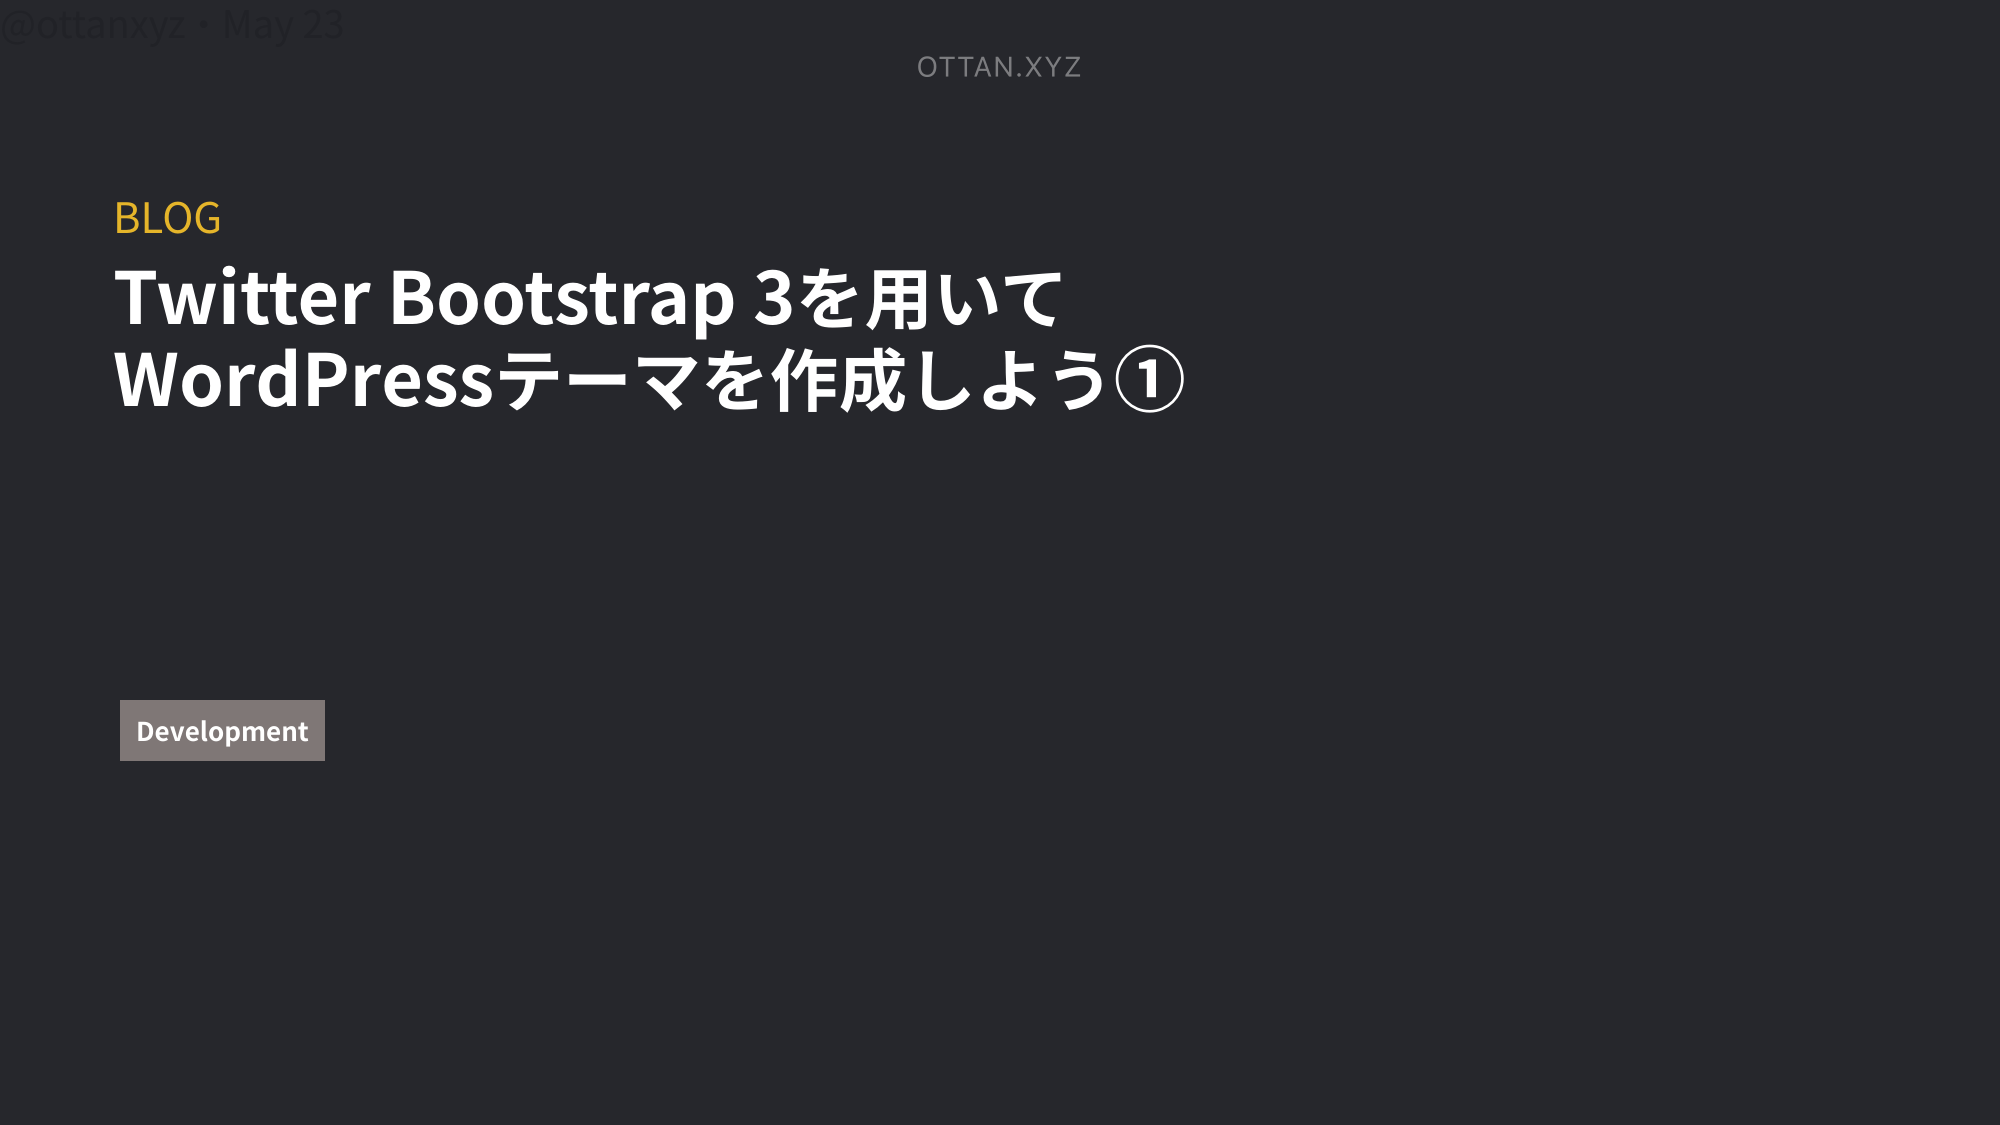 @ottanxyz・May 23
OTTAN.XYZ
BLOG
Twitter Bootstrap 3を用いて
WordPressテーマを作成しよう①
Development